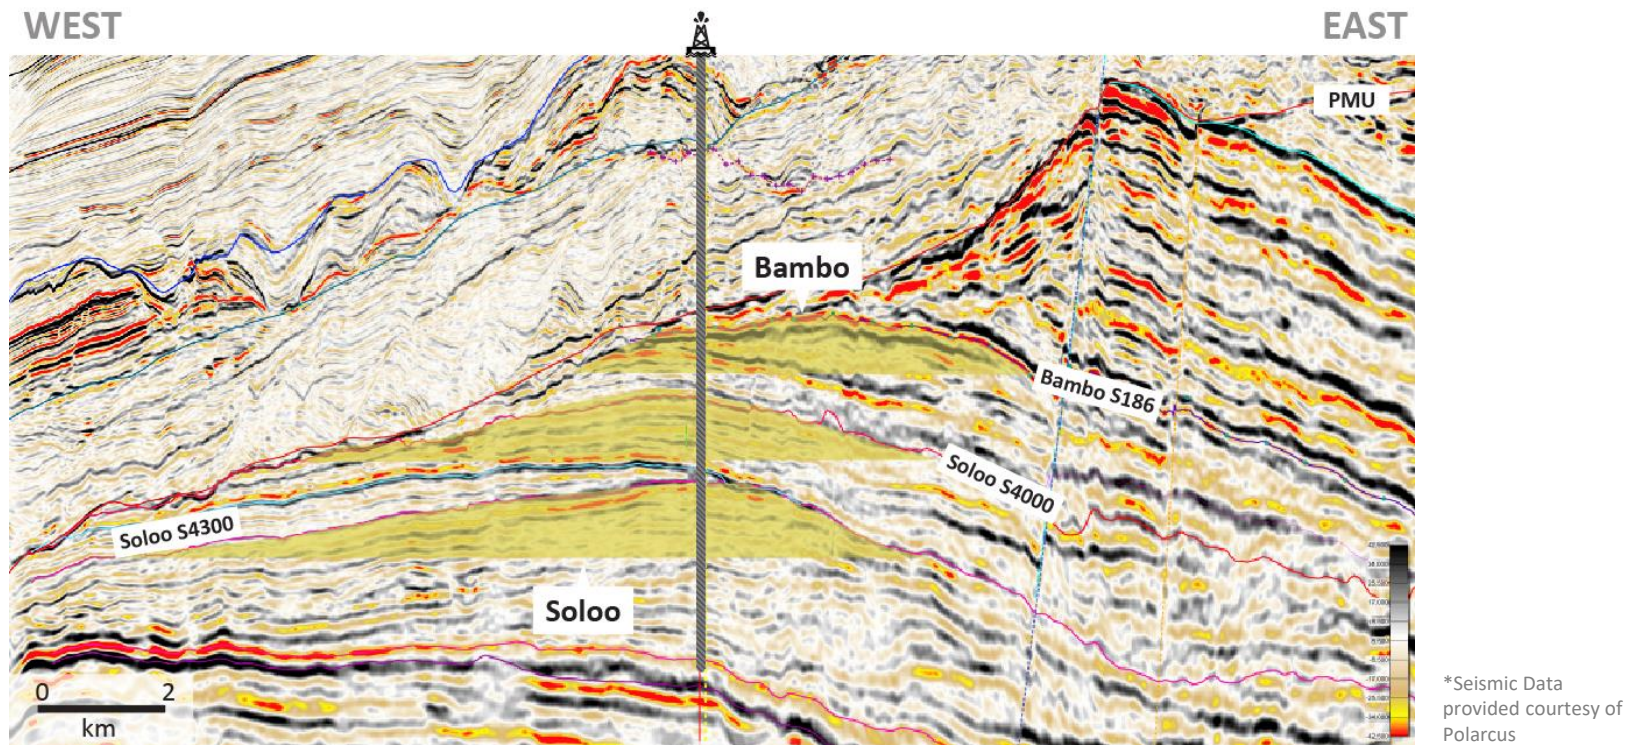 WEST
EAST
PMU
Bambo
Bambo S186
Soloo S4000
Soloo S4300
Soloo
0 2
km
*Seismic Data
provided courtesy of
Polarcus